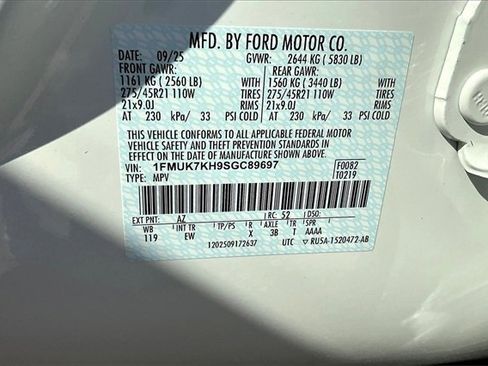 MFD. BY FORD MOTOR CO.
DATE: 09/25 GVWR: 2644 KG ( 5830 LB)
FRONT GAWR: REAR GAWR:
1161 KG ( 2560 LB) WITH 1560 KG ( 3440 LB) WITH
275/45R21 110W TIRES 275/45R21 110W TIRES
21x9.0J RIMS 21x9.0J RIMS
AT 230 kPa/ 33 PSI COLD AT 230 kPa/ 33 PSI COLD
THIS VEHICLE CONFORMS TO ALL APPLICABLE FEDERAL MOTOR
VEHICLE SAFETY AND THEFT PREVENTION STANDARDS IN
EFFECT ON THE DATE OF MANUFACTURE SHOWN ABOVE.
VIN: 1FMUK7KH9SGC89697 F0082
TYPE: MPV T0219
EXT PNT: AZ RC: 52 DSO:
WB INT TR TP/PS R AXLE TR SPR
119 EW X 3B T AAAA
1202509172637 UTC ▽ RU5A-1520472-AB